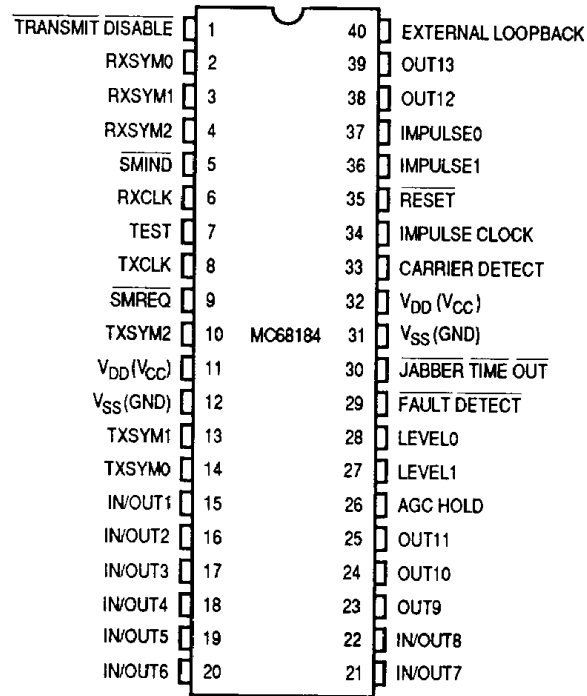 TRANSMIT DISABLE 1 40 EXTERNAL LOOPBACK
RXSYM0 2 39 OUT13
RXSYM1 3 38 OUT12
RXSYM2 4 37 IMPULSE0
SMIND 5 36 IMPULSE1
RXCLK 6 35 RESET
TEST 7 34 IMPULSE CLOCK
TXCLK 8 33 CARRIER DETECT
SMREQ 9 32 VDD (VCC)
TXSYM2 10 MC68184 31 VSS (GND)
VDD (VCC) 11 30 JABBER TIME OUT
VSS (GND) 12 29 FAULT DETECT
TXSYM1 13 28 LEVEL0
TXSYM0 14 27 LEVEL1
IN/OUT1 15 26 AGC HOLD
IN/OUT2 16 25 OUT11
IN/OUT3 17 24 OUT10
IN/OUT4 18 23 OUT9
IN/OUT5 19 22 IN/OUT8
IN/OUT6 20 21 IN/OUT7